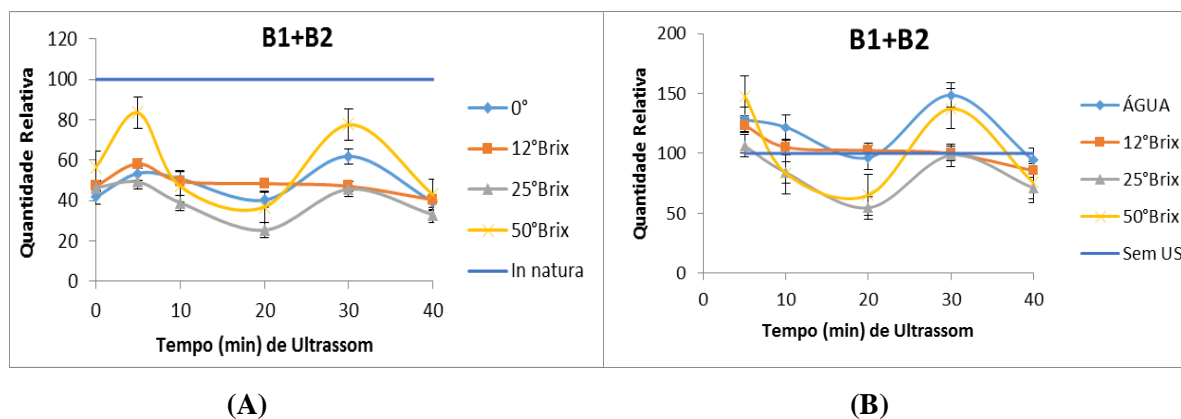 B1+B2
Quantidade Relativa
120
100
80
60
40
20
0
0
10
20
30
40
Tempo (min) de Ultrassom
0°
12°Brix
25°Brix
50°Brix
In natura
B1+B2
Quantidade Relativa
200
150
100
50
0
0
10
20
30
40
Tempo (min) de Ultrassom
ÁGUA
12°Brix
25°Brix
50°Brix
Sem US
(A)
(B)